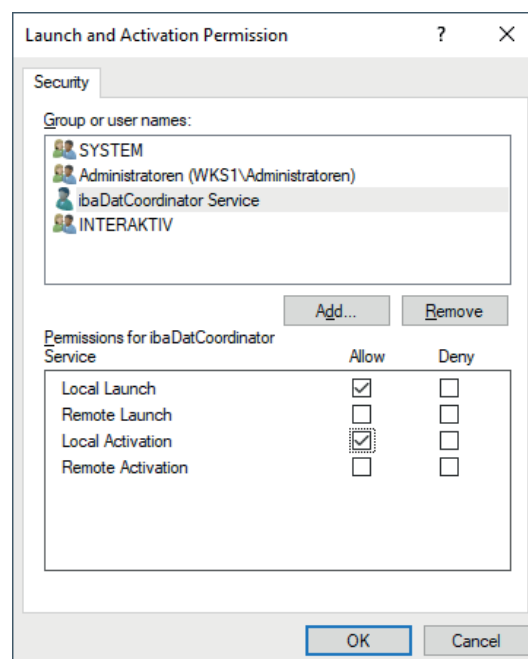 Launch and Activation Permission ? ×
Security
Group or user names:
SYSTEM
Administratoren (WKS1\Administratoren)
ibaDatCoordinator Service
INTERAKTIV
Add... Remove
Permissions for ibaDatCoordinator
Service Allow Deny
Local Launch
Remote Launch
Local Activation
Remote Activation
OK Cancel